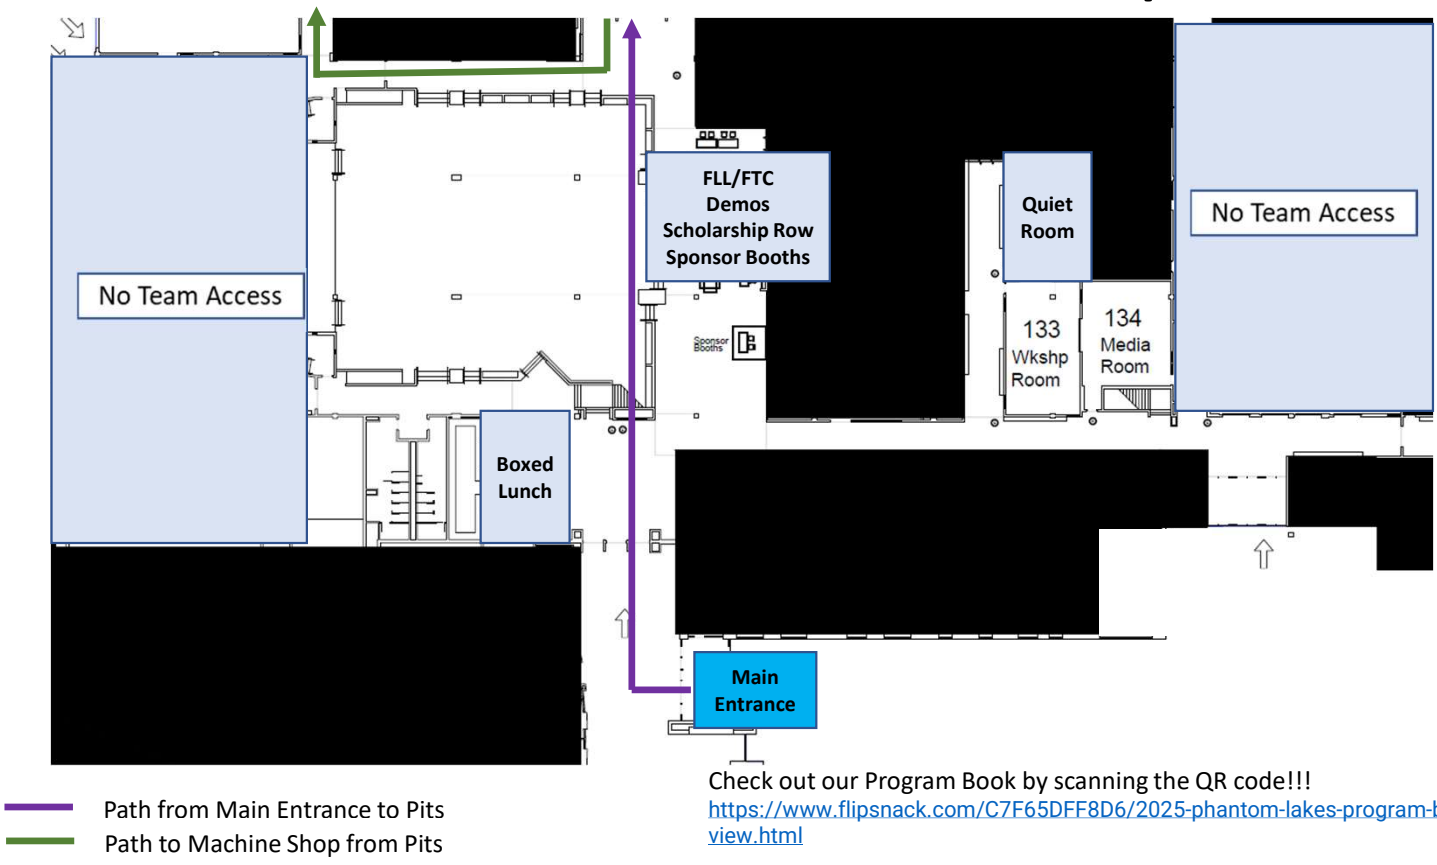 FLL/FTC
Demos
Scholarship Row
Sponsor Booths
Quiet
Room
No Team Access
No Team Access
133
Wkshp
Room
134
Media
Room
Sponsor
Booths
Boxed
Lunch
Main
Entrance
Check out our Program Book by scanning the QR code!!!
https://www.flipsnack.com/C7F65DFF8D6/2025-phantom-lakes-program-
view.html
Path from Main Entrance to Pits
Path to Machine Shop from Pits